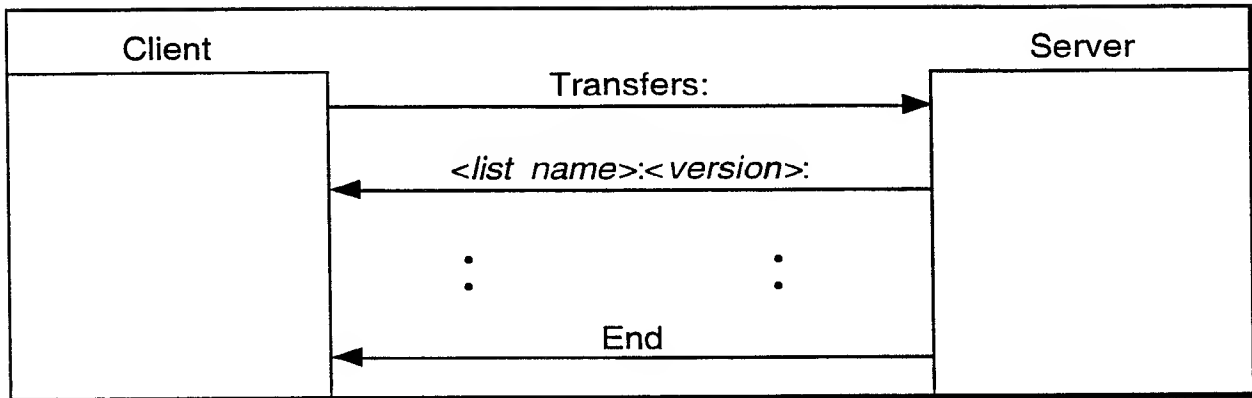 Client
Server
Transfers:
<list name>:<version>:
: :
End